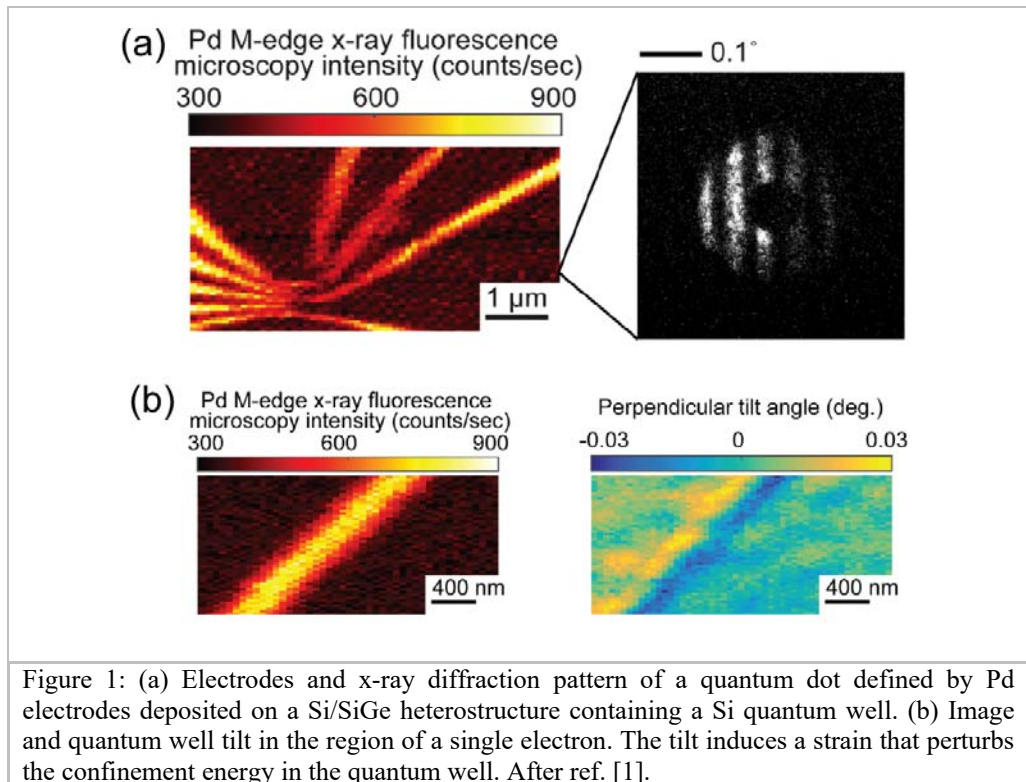 (a) Pd M-edge x-ray fluorescence
microscopy intensity (counts/sec)
300 600 900
0.1°
1 µm
(b) Pd M-edge x-ray fluorescence
microscopy intensity (counts/sec)
300 600 900
400 nm
Perpendicular tilt angle (deg.)
-0.03 0 0.03
400 nm
Figure 1: (a) Electrodes and x-ray diffraction pattern of a quantum dot defined by Pd
electrodes deposited on a Si/SiGe heterostructure containing a Si quantum well. (b) Image
and quantum well tilt in the region of a single electron. The tilt induces a strain that perturbs
the confinement energy in the quantum well. After ref. [1].